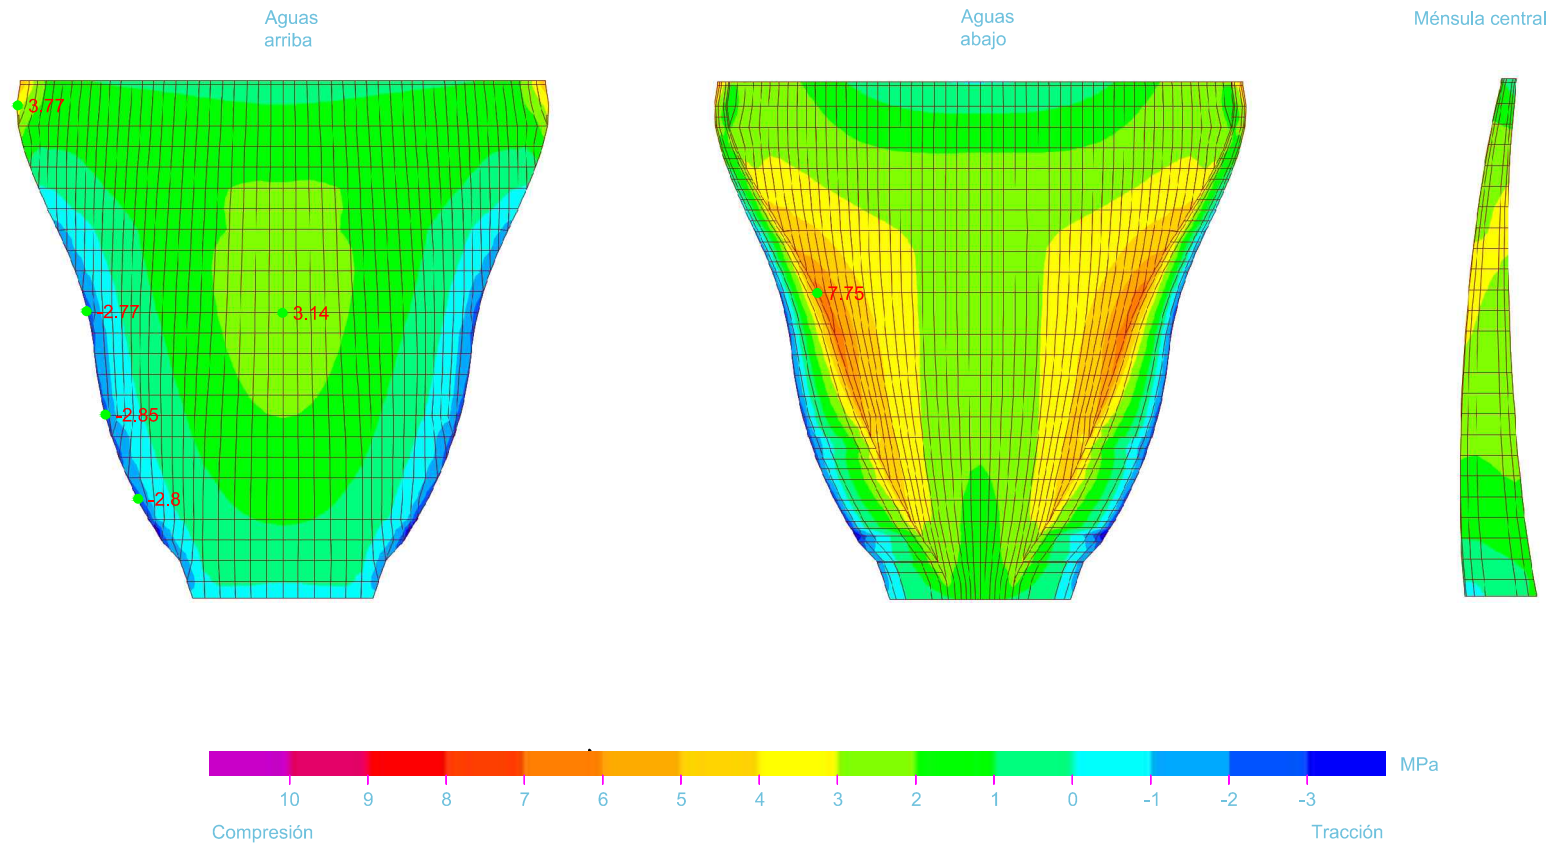 Aguas
arriba
Aguas
abajo
Ménsula central
3.77
-2.77
3.14
-2.85
-2.8
7.75
MPa
10 9 8 7 6 5 4 3 2 1 0 -1 -2 -3
Compresión
Tracción